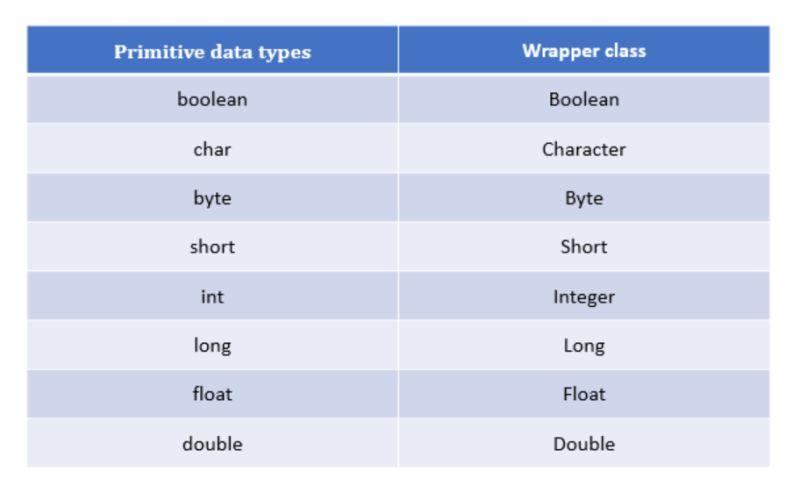 Primitive data types Wrapper class
boolean Boolean
char Character
byte Byte
short Short
int Integer
long Long
float Float
double Double